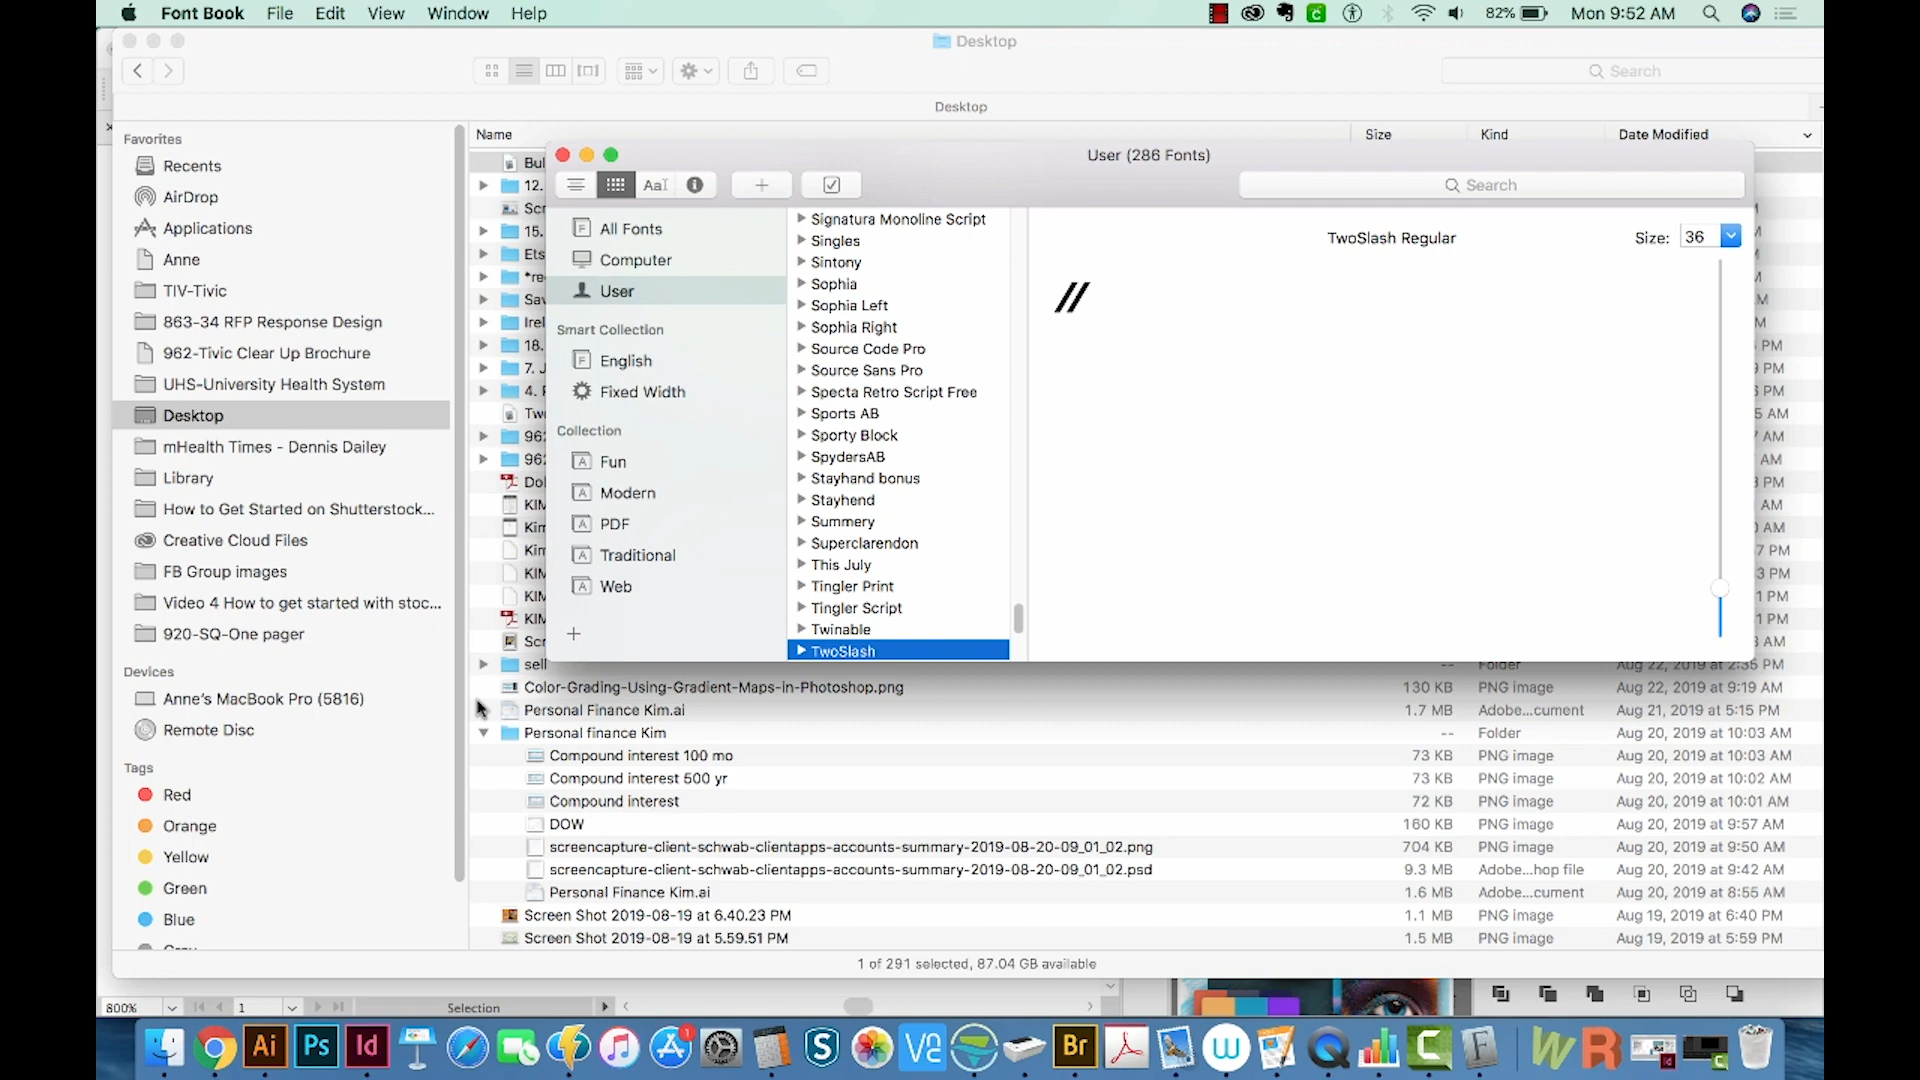 Font Book File Edit View Window Help
82% Mon 9:52 AM
Desktop
Search
Desktop
Favorites
Recents
AirDrop
Applications
Anne
TIV-Tivic
863-34 RFP Response Design
962-Tivic Clear Up Brochure
UHS-University Health System
Desktop
mHealth Times - Dennis Dailey
Library
How to Get Started on Shutterstock...
Creative Cloud Files
FB Group images
Video 4 How to get started with stoc...
920-SQ-One pager
Devices
Anne's MacBook Pro (5816)
Remote Disc
Tags
Red
Orange
Yellow
Green
Blue
Name Size Kind Date Modified
User (286 Fonts)
Aa
Search
All Fonts
Computer
User
Smart Collection
English
Fixed Width
Collection
Fun
Modern
PDF
Traditional
Web
Signatura Monoline Script
Singles
Sintony
Sophia
Sophia Left
Sophia Right
Source Code Pro
Source Sans Pro
Specta Retro Script Free
Sports AB
Sporty Block
SpydersAB
Stayhand bonus
Stayhend
Summery
Superclarendon
This July
Tingler Print
Tingler Script
Twinable
TwoSlash
TwoSlash Regular
Size: 36
//
sell -- Folder Aug 22, 2019 at 2:35 PM
Color-Grading-Using-Gradient-Maps-in-Photoshop.png 130 KB PNG image Aug 22, 2019 at 9:19 AM
Personal Finance Kim.ai 1.7 MB Adobe...cument Aug 21, 2019 at 5:15 PM
Personal finance Kim -- Folder Aug 20, 2019 at 10:03 AM
Compound interest 100 mo 73 KB PNG image Aug 20, 2019 at 10:03 AM
Compound interest 500 yr 73 KB PNG image Aug 20, 2019 at 10:02 AM
Compound interest 72 KB PNG image Aug 20, 2019 at 10:01 AM
DOW 160 KB PNG image Aug 20, 2019 at 9:57 AM
screencapture-client-schwab-clientapps-accounts-summary-2019-08-20-09_01_02.png 704 KB PNG image Aug 20, 2019 at 9:50 AM
screencapture-client-schwab-clientapps-accounts-summary-2019-08-20-09_01_02.psd 9.3 MB Adobe...hop file Aug 20, 2019 at 9:42 AM
Personal Finance Kim.ai 1.6 MB Adobe...cument Aug 20, 2019 at 8:55 AM
Screen Shot 2019-08-19 at 6.40.23 PM 1.1 MB PNG image Aug 19, 2019 at 6:40 PM
Screen Shot 2019-08-19 at 5.59.51 PM 1.5 MB PNG image Aug 19, 2019 at 5:59 PM
1 of 291 selected, 87.04 GB available
800% 1 Selection
Ai Ps Id Br